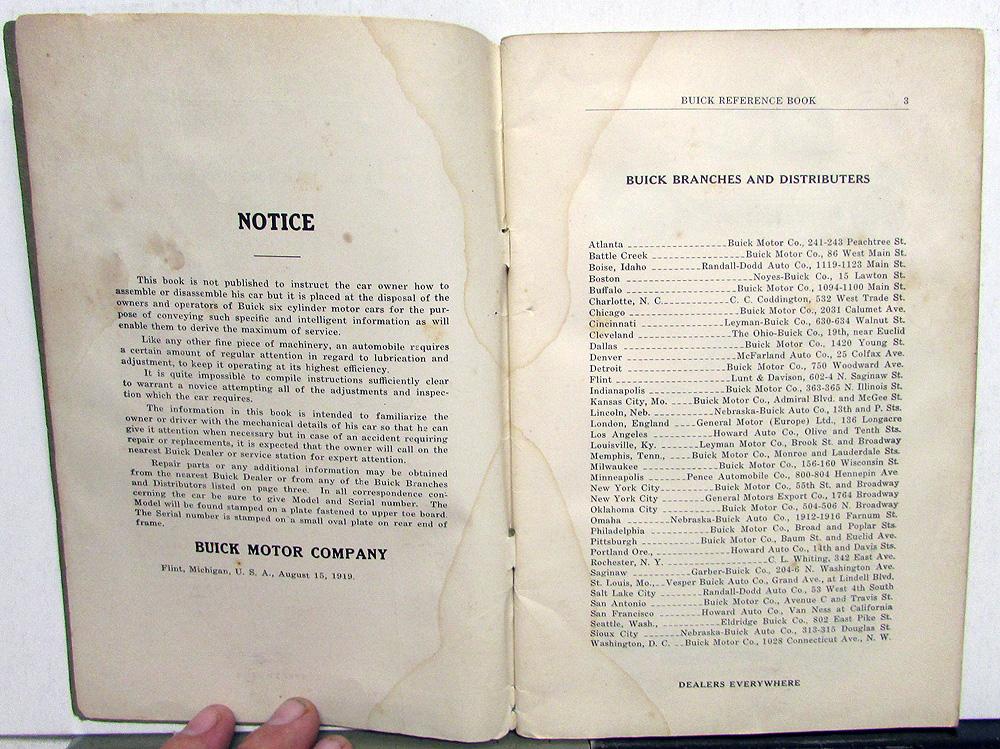 NOTICE
This book is not published to instruct the car owner how to
assemble or disassemble his car but it is placed at the disposal of the
owners and operators of Buick six cylinder motor cars for the pur-
pose of conveying such specific and intelligent information as will
enable them to derive the maximum of service.
Like any other fine piece of machinery, an automobile requires
a certain amount of regular attention in regard to lubrication and
adjustment, to keep it operating at its highest efficiency.
It is quite impossible to compile instructions sufficiently clear
to warrant a novice attempting all of the adjustments and inspec-
tion which the car requires.
The information in this book is intended to familiarize the
owner or driver with the mechanical details of his car so that he can
give it attention when necessary but in case of an accident requiring
repair or replacements, it is expected that the owner will call on the
nearest Buick Dealer or service station for expert attention.
Repair parts or any additional information may be obtained
from the nearest Buick Dealer or from any of the Buick Branches
and Distributors listed on page three. In all correspondence con-
cerning the car be sure to give Model and Serial number. The
Model will be found stamped on a plate fastened to upper toe board.
The Serial number is stamped on a small oval plate on rear end of
frame.
BUICK MOTOR COMPANY
Flint, Michigan, U. S. A., August 15, 1919.
BUICK REFERENCE BOOK 3
BUICK BRANCHES AND DISTRIBUTERS
Atlanta Buick Motor Co., 241-243 Peachtree St.
Battle Creek Buick Motor Co., 86 West Main St.
Boise, Idaho Randall-Dodd Auto Co., 1119-1123 Main St.
Boston Noyes-Buick Co., 15 Lawton St.
Buffalo Buick Motor Co., 1094-1100 Main St.
Charlotte, N. C. C. C. Coddington, 532 West Trade St.
Chicago Buick Motor Co., 2031 Calumet Ave.
Cincinnati Leyman-Buick Co., 630-634 Walnut St.
Cleveland The Ohio-Buick Co., 19th, near Euclid
Dallas Buick Motor Co., 1420 Young St.
Denver McFarland Auto Co., 25 Colfax Ave.
Detroit Buick Motor Co., 750 Woodward Ave.
Flint Lunt & Davison, 602-4 N. Saginaw St.
Indianapolis Buick Motor Co., 363-365 N. Illinois St.
Kansas City, Mo. Buick Motor Co., Admiral Blvd. and McGee St.
Lincoln, Neb. Nebraska-Buick Auto Co., 13th and P. Sts.
London, England General Motor (Europe) Ltd., 136 Longacre
Los Angeles Howard Auto Co., Olive and Tenth Sts.
Louisville, Ky. Leyman Motor Co., Brook St. and Broadway
Memphis, Tenn., Buick Motor Co., Monroe and Lauderdale Sts.
Milwaukee Buick Motor Co., 156-160 Wisconsin St.
Minneapolis Pence Automobile Co., 800-804 Hennepin Ave
New York City Buick Motor Co., 55th St. and Broadway
New York City General Motors Export Co., 1764 Broadway
Oklahoma City Buick Motor Co., 504-506 N. Broadway
Omaha Nebraska-Buick Auto Co., 1912-1916 Farnum St.
Philadelphia Buick Motor Co., Broad and Poplar Sts.
Pittsburgh Buick Motor Co., Baum St. and Euclid Ave.
Portland Ore., Howard Auto Co., 14th and Davis Sts.
Rochester, N. Y. C. L. Whiting, 342 East Ave.
Saginaw Garber-Buick Co., 204-6 N. Washington Ave.
St. Louis, Mo., Vesper Buick Auto Co., Grand Ave., at Lindell Blvd.
Salt Lake City Randall-Dodd Auto Co., 53 West 4th South
San Antonio Buick Motor Co., Avenue C and Travis St.
San Francisco Howard Auto Co., Van Ness at California
Seattle, Wash., Eldridge Buick Co., 802 East Pike St.
Sioux City Nebraska-Buick Auto Co., 313-315 Douglas St.
Washington, D. C. Buick Motor Co., 1028 Connecticut Ave., N. W.
DEALERS EVERYWHERE